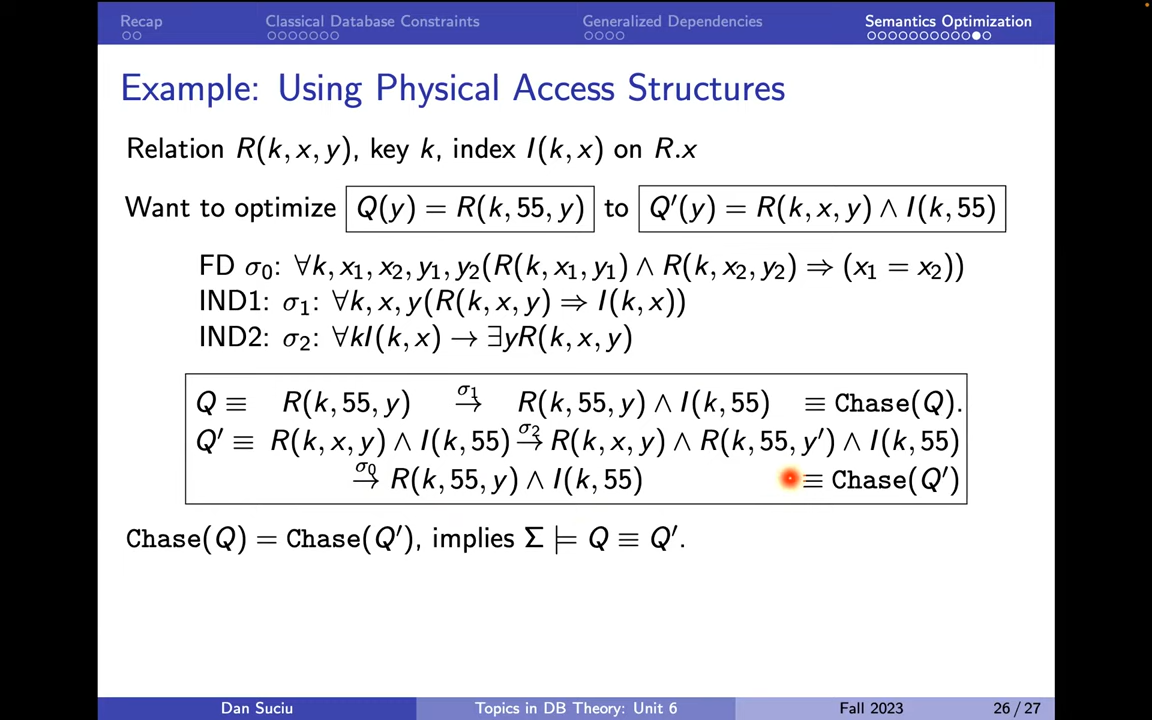 Recap Classical Database Constraints Generalized Dependencies Semantics Optimization
Example: Using Physical Access Structures
Relation R(k, x, y), key k, index I(k, x) on R.x
Want to optimize Q(y) = R(k, 55, y) to Q′(y) = R(k, x, y) ∧ I(k, 55)
FD σ₀: ∀k, x₁, x₂, y₁, y₂(R(k, x₁, y₁) ∧ R(k, x₂, y₂) ⇒ (x₁ = x₂))
IND1: σ₁: ∀k, x, y(R(k, x, y) ⇒ I(k, x))
IND2: σ₂: ∀kI(k, x) → ∃yR(k, x, y)
Q ≡ R(k, 55, y) →^σ₁ R(k, 55, y) ∧ I(k, 55) ≡ Chase(Q).
Q′ ≡ R(k, x, y) ∧ I(k, 55) →^σ₂ R(k, x, y) ∧ R(k, 55, y′) ∧ I(k, 55)
→^σ₀ R(k, 55, y) ∧ I(k, 55) ≡ Chase(Q′)
Chase(Q) = Chase(Q′), implies Σ ⊨ Q ≡ Q′.
Dan Suciu Topics in DB Theory: Unit 6 Fall 2023 26 / 27